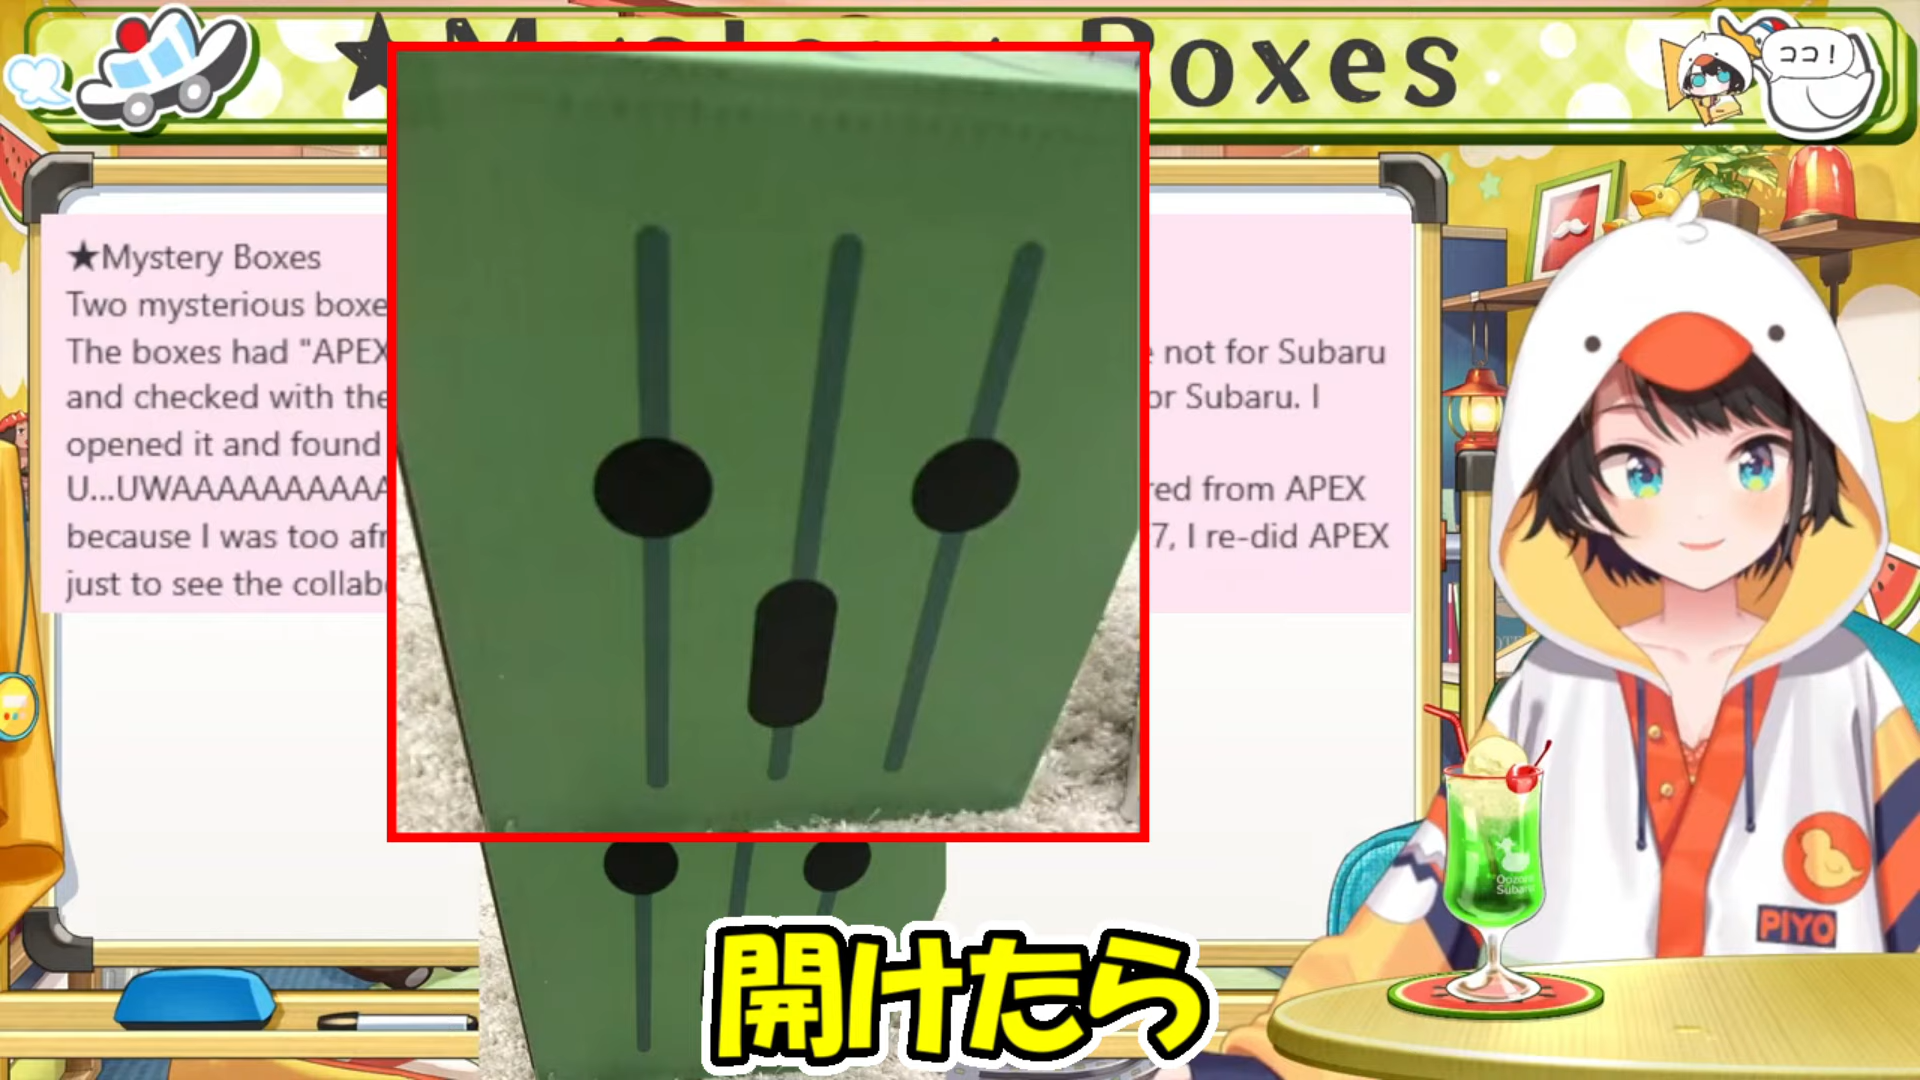 ★Mystery Boxes
ココ!
★Mystery Boxes
Two mysterious boxe
The boxes had "APEX not for Subaru
and checked with the or Subaru. I
opened it and found
U...UWAAAAAAAAAA red from APEX
because I was too afr 7, I re-did APEX
just to see the collab
Oozora
Subaru
PIYO
開けたら